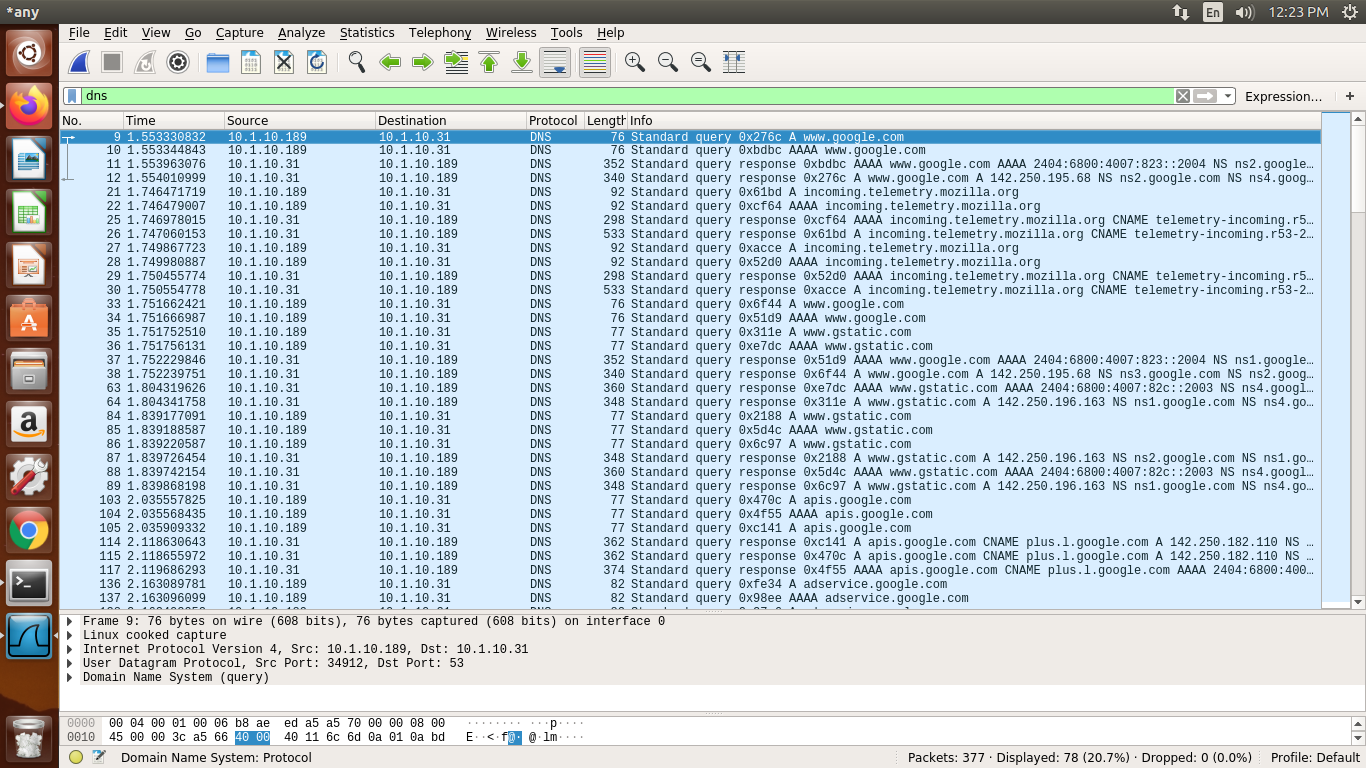 *any
En
12:23 PM
File Edit View Go Capture Analyze Statistics Telephony Wireless Tools Help
dns
Expression…
+
No. Time Source Destination Protocol Length Info
9 1.553330832 10.1.10.189 10.1.10.31 DNS 76 Standard query 0x276c A www.google.com
10 1.553344843 10.1.10.189 10.1.10.31 DNS 76 Standard query 0xbdbc AAAA www.google.com
11 1.553963076 10.1.10.31 10.1.10.189 DNS 352 Standard query response 0xbdbc AAAA www.google.com AAAA 2404:6800:4007:823::2004 NS ns2.google…
12 1.554010999 10.1.10.31 10.1.10.189 DNS 340 Standard query response 0x276c A www.google.com A 142.250.195.68 NS ns2.google.com NS ns4.goog…
21 1.746471719 10.1.10.189 10.1.10.31 DNS 92 Standard query 0x61bd A incoming.telemetry.mozilla.org
22 1.746479007 10.1.10.189 10.1.10.31 DNS 92 Standard query 0xcf64 AAAA incoming.telemetry.mozilla.org
25 1.746978015 10.1.10.31 10.1.10.189 DNS 298 Standard query response 0xcf64 AAAA incoming.telemetry.mozilla.org CNAME telemetry-incoming.r5…
26 1.747060153 10.1.10.31 10.1.10.189 DNS 533 Standard query response 0x61bd A incoming.telemetry.mozilla.org CNAME telemetry-incoming.r53-2…
27 1.749867723 10.1.10.189 10.1.10.31 DNS 92 Standard query 0xacce A incoming.telemetry.mozilla.org
28 1.749980887 10.1.10.189 10.1.10.31 DNS 92 Standard query 0x52d0 AAAA incoming.telemetry.mozilla.org
29 1.750455774 10.1.10.31 10.1.10.189 DNS 298 Standard query response 0x52d0 AAAA incoming.telemetry.mozilla.org CNAME telemetry-incoming.r5…
30 1.750554778 10.1.10.31 10.1.10.189 DNS 533 Standard query response 0xacce A incoming.telemetry.mozilla.org CNAME telemetry-incoming.r53-2…
33 1.751662421 10.1.10.189 10.1.10.31 DNS 76 Standard query 0x6f44 A www.google.com
34 1.751666987 10.1.10.189 10.1.10.31 DNS 76 Standard query 0x51d9 AAAA www.google.com
35 1.751752510 10.1.10.189 10.1.10.31 DNS 77 Standard query 0x311e A www.gstatic.com
36 1.751756131 10.1.10.189 10.1.10.31 DNS 77 Standard query 0xe7dc AAAA www.gstatic.com
37 1.752229846 10.1.10.31 10.1.10.189 DNS 352 Standard query response 0x51d9 AAAA www.google.com AAAA 2404:6800:4007:823::2004 NS ns1.google…
38 1.752239751 10.1.10.31 10.1.10.189 DNS 340 Standard query response 0x6f44 A www.google.com A 142.250.195.68 NS ns3.google.com NS ns2.goog…
63 1.804319626 10.1.10.31 10.1.10.189 DNS 360 Standard query response 0xe7dc AAAA www.gstatic.com AAAA 2404:6800:4007:82c::2003 NS ns4.googl…
64 1.804341758 10.1.10.31 10.1.10.189 DNS 348 Standard query response 0x311e A www.gstatic.com A 142.250.196.163 NS ns1.google.com NS ns4.go…
84 1.839177091 10.1.10.189 10.1.10.31 DNS 77 Standard query 0x2188 A www.gstatic.com
85 1.839188587 10.1.10.189 10.1.10.31 DNS 77 Standard query 0x5d4c AAAA www.gstatic.com
86 1.839220587 10.1.10.189 10.1.10.31 DNS 77 Standard query 0x6c97 A www.gstatic.com
87 1.839726454 10.1.10.31 10.1.10.189 DNS 348 Standard query response 0x2188 A www.gstatic.com A 142.250.196.163 NS ns2.google.com NS ns1.go…
88 1.839742154 10.1.10.31 10.1.10.189 DNS 360 Standard query response 0x5d4c AAAA www.gstatic.com AAAA 2404:6800:4007:82c::2003 NS ns4.googl…
89 1.839868198 10.1.10.31 10.1.10.189 DNS 348 Standard query response 0x6c97 A www.gstatic.com A 142.250.196.163 NS ns1.google.com NS ns4.go…
103 2.035557825 10.1.10.189 10.1.10.31 DNS 77 Standard query 0x470c A apis.google.com
104 2.035568435 10.1.10.189 10.1.10.31 DNS 77 Standard query 0x4f55 AAAA apis.google.com
105 2.035909332 10.1.10.189 10.1.10.31 DNS 77 Standard query 0xc141 A apis.google.com
114 2.118630643 10.1.10.31 10.1.10.189 DNS 362 Standard query response 0xc141 A apis.google.com CNAME plus.l.google.com A 142.250.182.110 NS …
115 2.118655972 10.1.10.31 10.1.10.189 DNS 362 Standard query response 0x470c A apis.google.com CNAME plus.l.google.com A 142.250.182.110 NS …
117 2.119686293 10.1.10.31 10.1.10.189 DNS 374 Standard query response 0x4f55 AAAA apis.google.com CNAME plus.l.google.com AAAA 2404:6800:400…
136 2.163089781 10.1.10.189 10.1.10.31 DNS 82 Standard query 0xfe34 A adservice.google.com
137 2.163096099 10.1.10.189 10.1.10.31 DNS 82 Standard query 0x98ee AAAA adservice.google.com
Frame 9: 76 bytes on wire (608 bits), 76 bytes captured (608 bits) on interface 0
Linux cooked capture
Internet Protocol Version 4, Src: 10.1.10.189, Dst: 10.1.10.31
User Datagram Protocol, Src Port: 34912, Dst Port: 53
Domain Name System (query)
0000 00 04 00 01 00 06 b8 ae ed a5 a5 70 00 00 08 00 ········ ···p····
0010 45 00 00 3c a5 66 40 00 40 11 6c 6d 0a 01 0a bd E··<·f@· @·lm····
Domain Name System: Protocol
Packets: 377 · Displayed: 78 (20.7%) · Dropped: 0 (0.0%)
Profile: Default